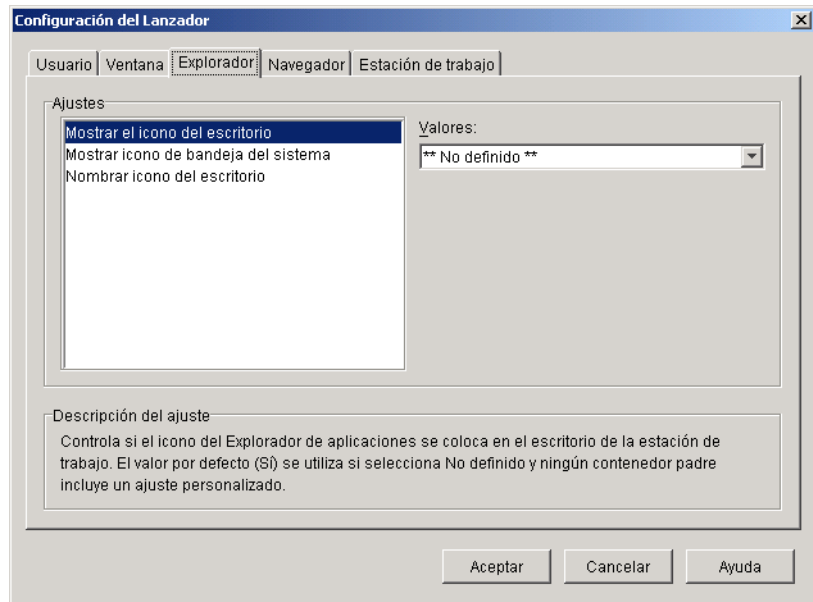 Configuración del Lanzador
Usuario Ventana Explorador Navegador Estación de trabajo
Ajustes
Mostrar el icono del escritorio
Mostrar icono de bandeja del sistema
Nombrar icono del escritorio
Valores:
** No definido **
Descripción del ajuste
Controla si el icono del Explorador de aplicaciones se coloca en el escritorio de la estación de
trabajo. El valor por defecto (Sí) se utiliza si selecciona No definido y ningún contenedor padre
incluye un ajuste personalizado.
Aceptar Cancelar Ayuda